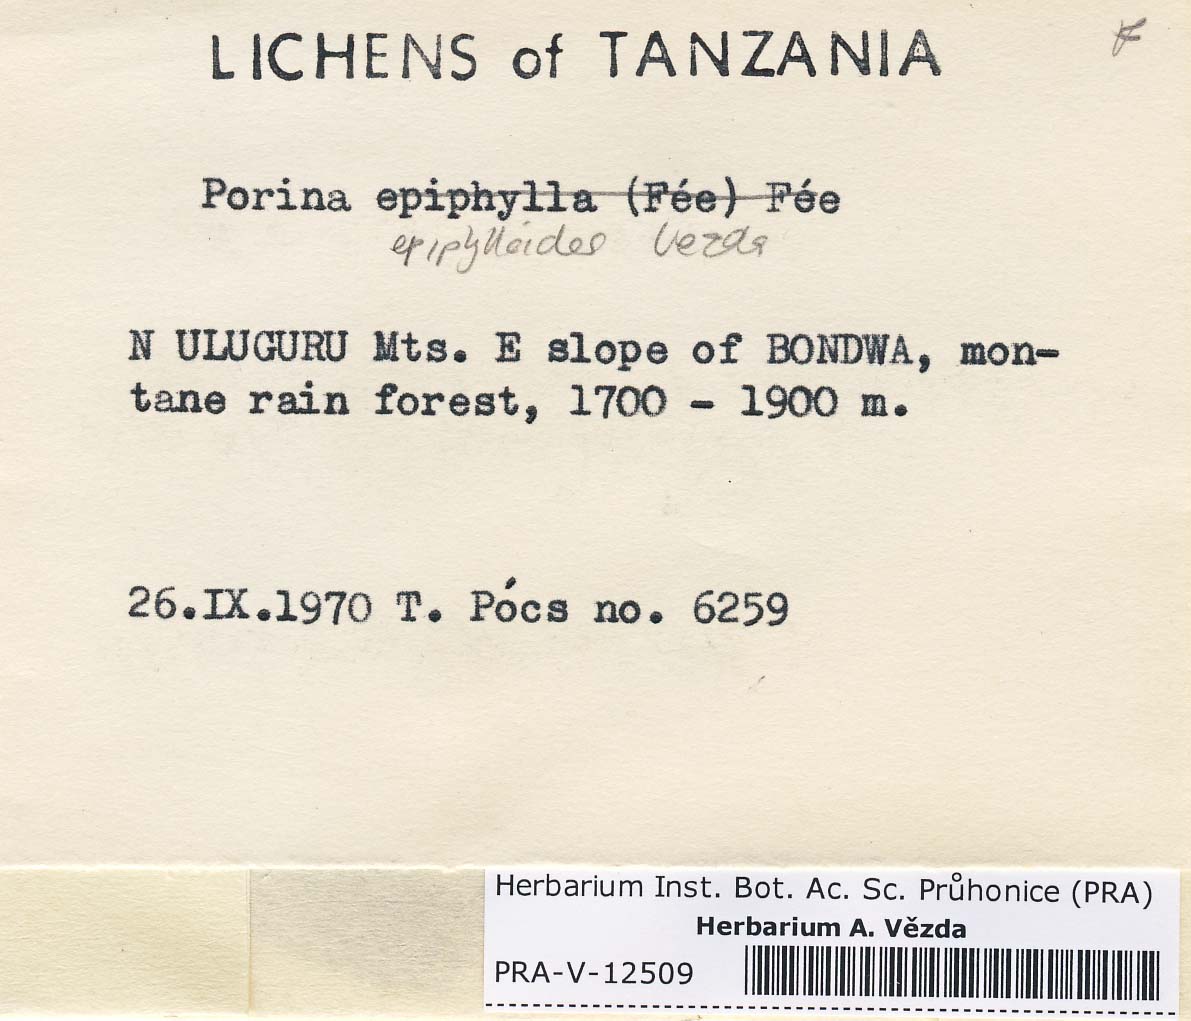 LICHENS of TANZANIA
Porina epiphylla (Fée) Fée
epiphylloides Vezda
N ULUGURU Mts. E slope of BONDWA, mon-
tane rain forest, 1700 - 1900 m.
26.IX.1970 T. Pócs no. 6259
Herbarium Inst. Bot. Ac. Sc. Průhonice (PRA)
Herbarium A. Vězda
PRA-V-12509